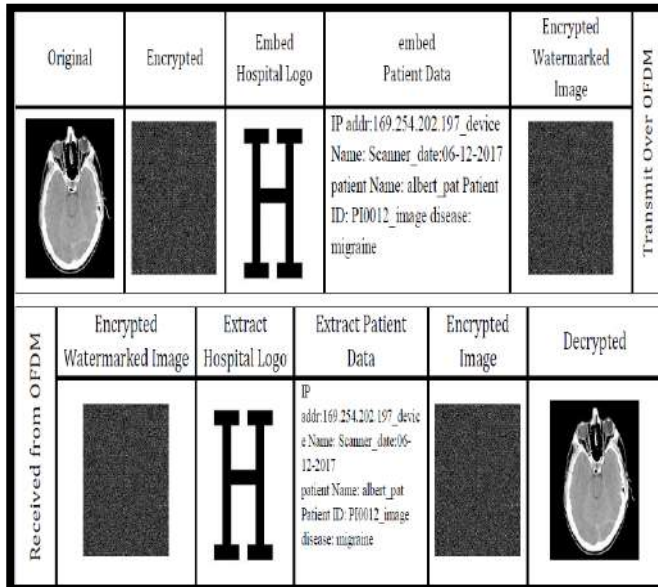 Original
Encrypted
Embed
Hospital Logo
embed
Patient Data
Encrypted
Watermarked
Image
IP addr:169.254.202.197_device
Name: Scanner_date:06-12-2017
patient Name: albert_pat Patient
ID: PI0012_image disease:
migraine
H
Transmit Over OFDM
Received from OFDM
Encrypted
Watermarked Image
Extract
Hospital Logo
Extract Patient
Data
Encrypted
Image
Decrypted
H
IP
addr:169.254.202.197_devic
e Name: Scanner_date:06-
12-2017
patient Name: albert_pat
Patient ID: PI0012_image
disease: migraine